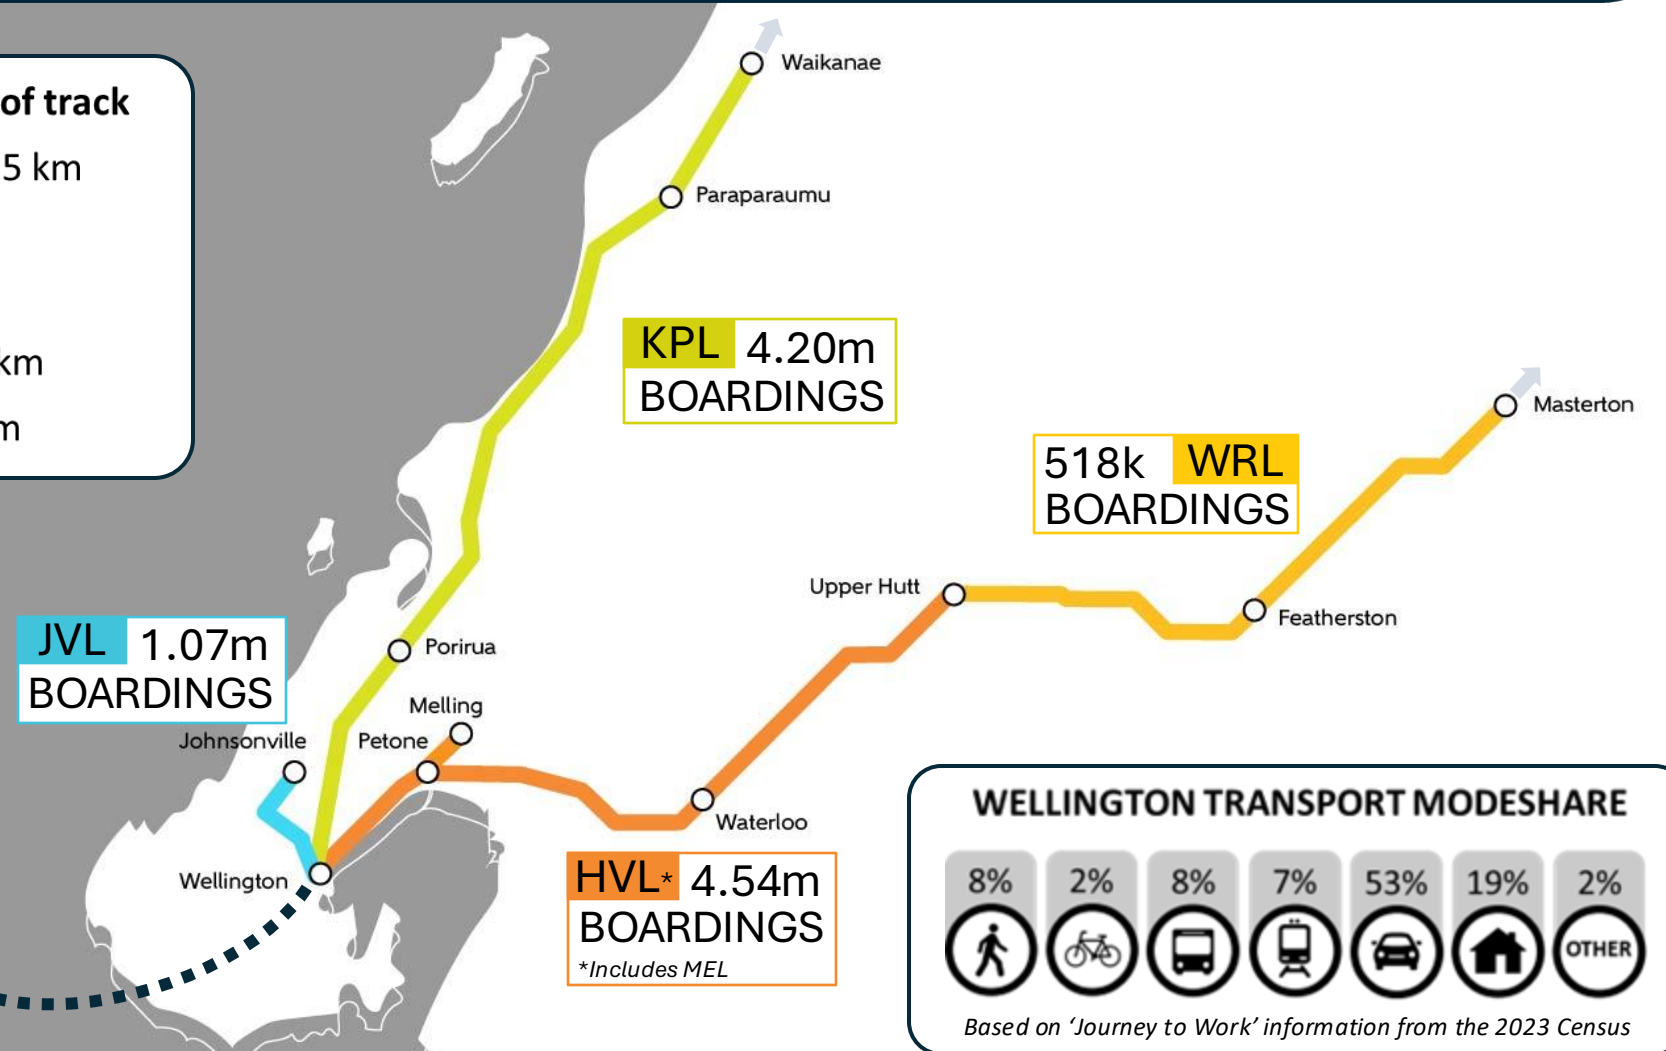 of track
5 km
km
m
Waikanae
Paraparaumu
KPL 4.20m
BOARDINGS
Masterton
518k WRL
BOARDINGS
Upper Hutt
Featherston
JVL 1.07m
BOARDINGS
Porirua
Melling
Johnsonville
Petone
Waterloo
Wellington
HVL* 4.54m
BOARDINGS
*Includes MEL
WELLINGTON TRANSPORT MODESHARE
8% 2% 8% 7% 53% 19% 2%
OTHER
Based on ‘Journey to Work’ information from the 2023 Census